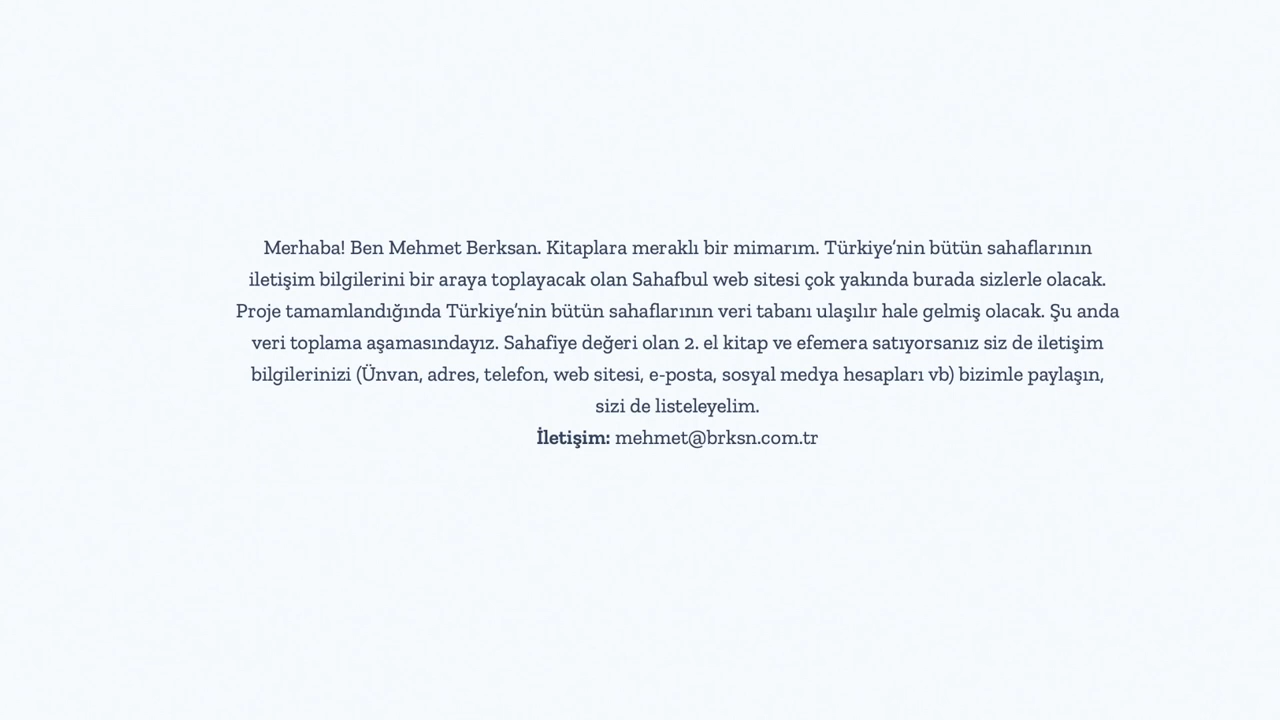 Merhaba! Ben Mehmet Berksan. Kitaplara meraklı bir mimarım. Türkiye’nin bütün sahaflarının
iletişim bilgilerini bir araya toplayacak olan Sahafbul web sitesi çok yakında burada sizlerle olacak.
Proje tamamlandığında Türkiye’nin bütün sahaflarının veri tabanı ulaşılır hale gelmiş olacak. Şu anda
veri toplama aşamasındayız. Sahafiye değeri olan 2. el kitap ve efemera satıyorsanız siz de iletişim
bilgilerinizi (Ünvan, adres, telefon, web sitesi, e-posta, sosyal medya hesapları vb) bizimle paylaşın,
sizi de listeleyelim.
İletişim: mehmet@brksn.com.tr